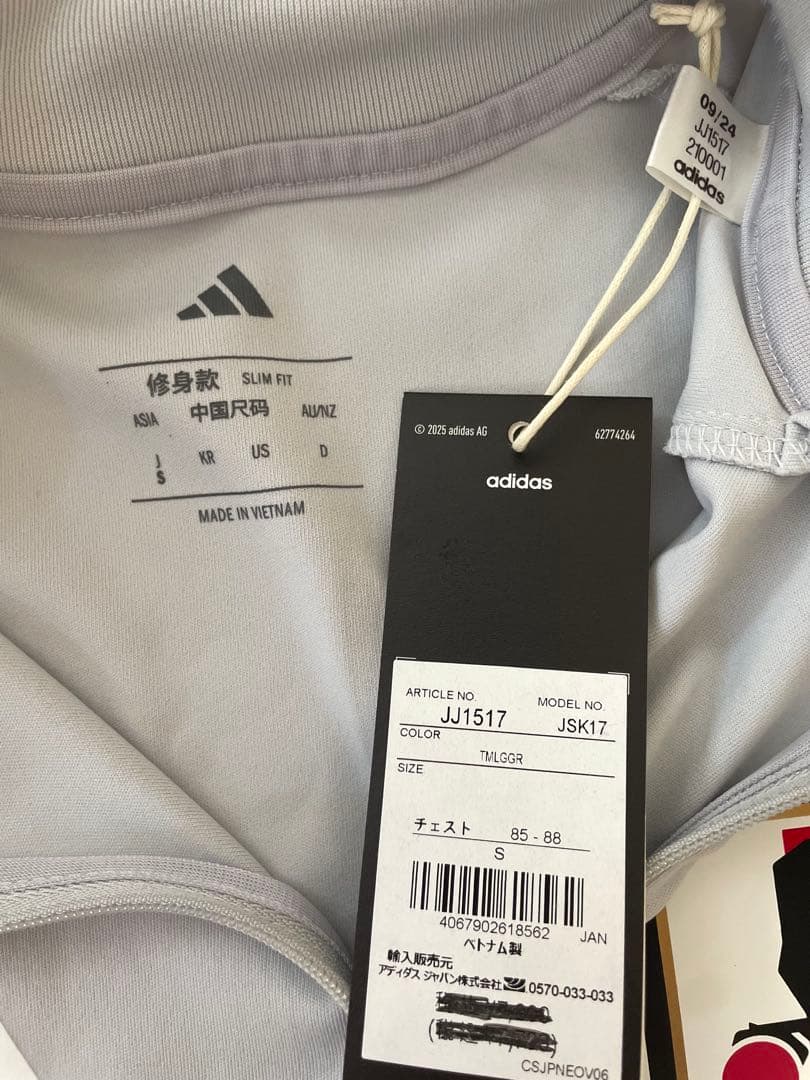 09/24
JJ1517
210001
adidas
修身款 SLIM FIT
ASIA 中国尺码 AU/NZ
J KR US D
S
MADE IN VIETNAM
© 2025 adidas AG 62774264
adidas
ARTICLE NO. MODEL NO.
JJ1517 JSK17
COLOR
TMLGGR
SIZE
チェスト 85 - 88
S
4067902618562 JAN
ベトナム製
輸入販売元
アディダス ジャパン株式会社 0570-033-033
CSJPNEOV06